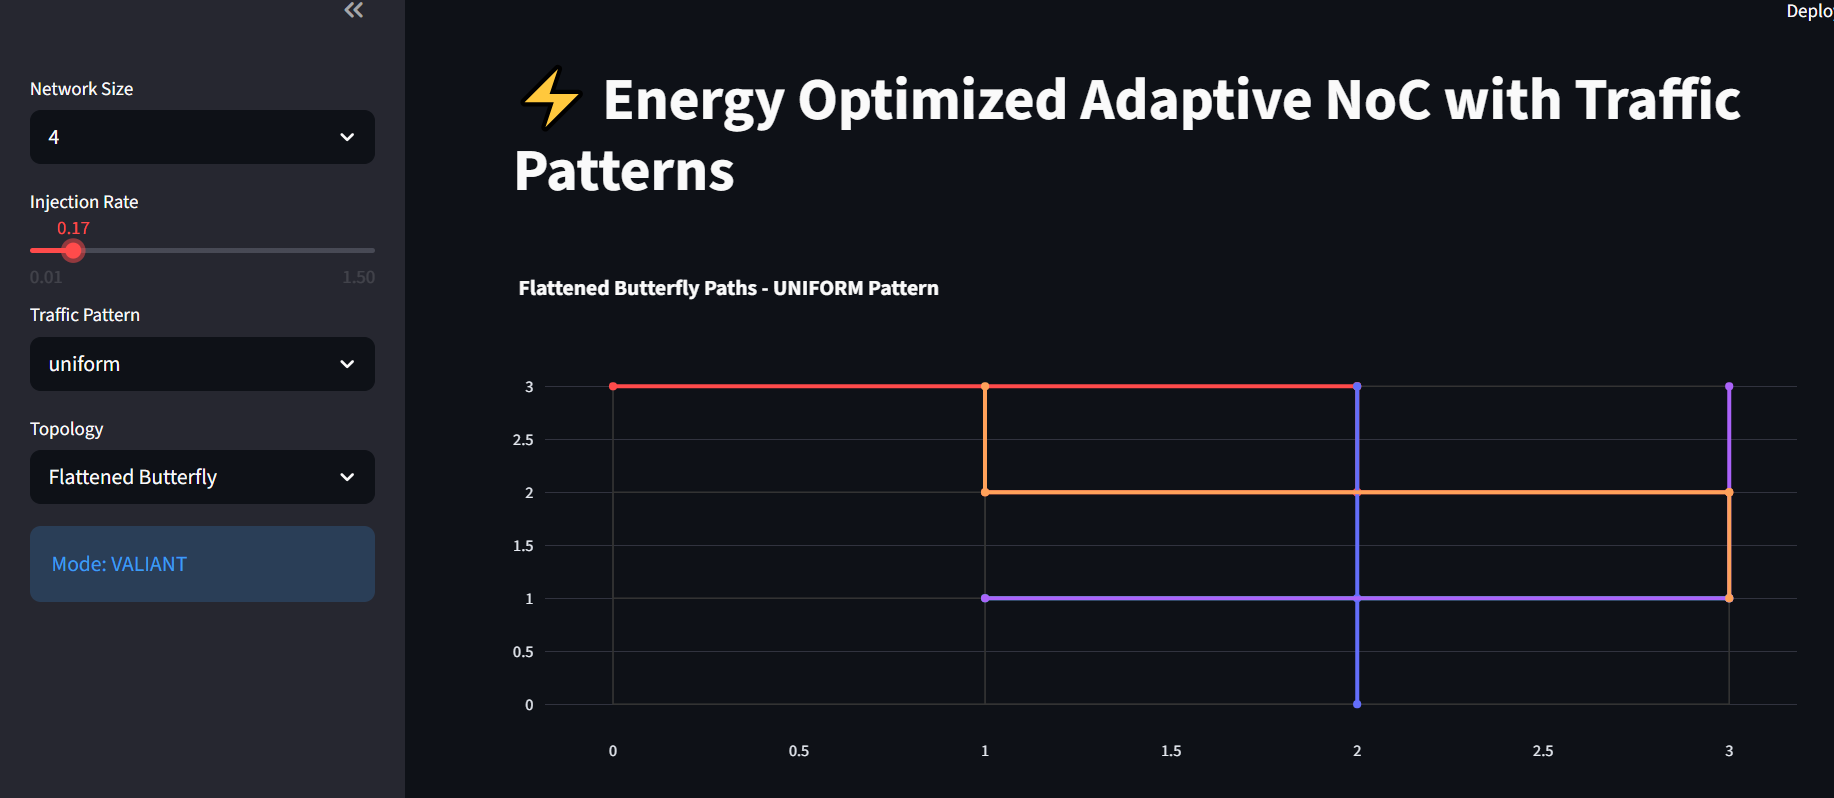 Deplo
Network Size
4
Injection Rate
0.17
0.01 1.50
Traffic Pattern
uniform
Topology
Flattened Butterfly
Mode: VALIANT
Energy Optimized Adaptive NoC with Traffic
Patterns
Flattened Butterfly Paths - UNIFORM Pattern
3
2.5
2
1.5
1
0.5
0
0 0.5 1 1.5 2 2.5 3